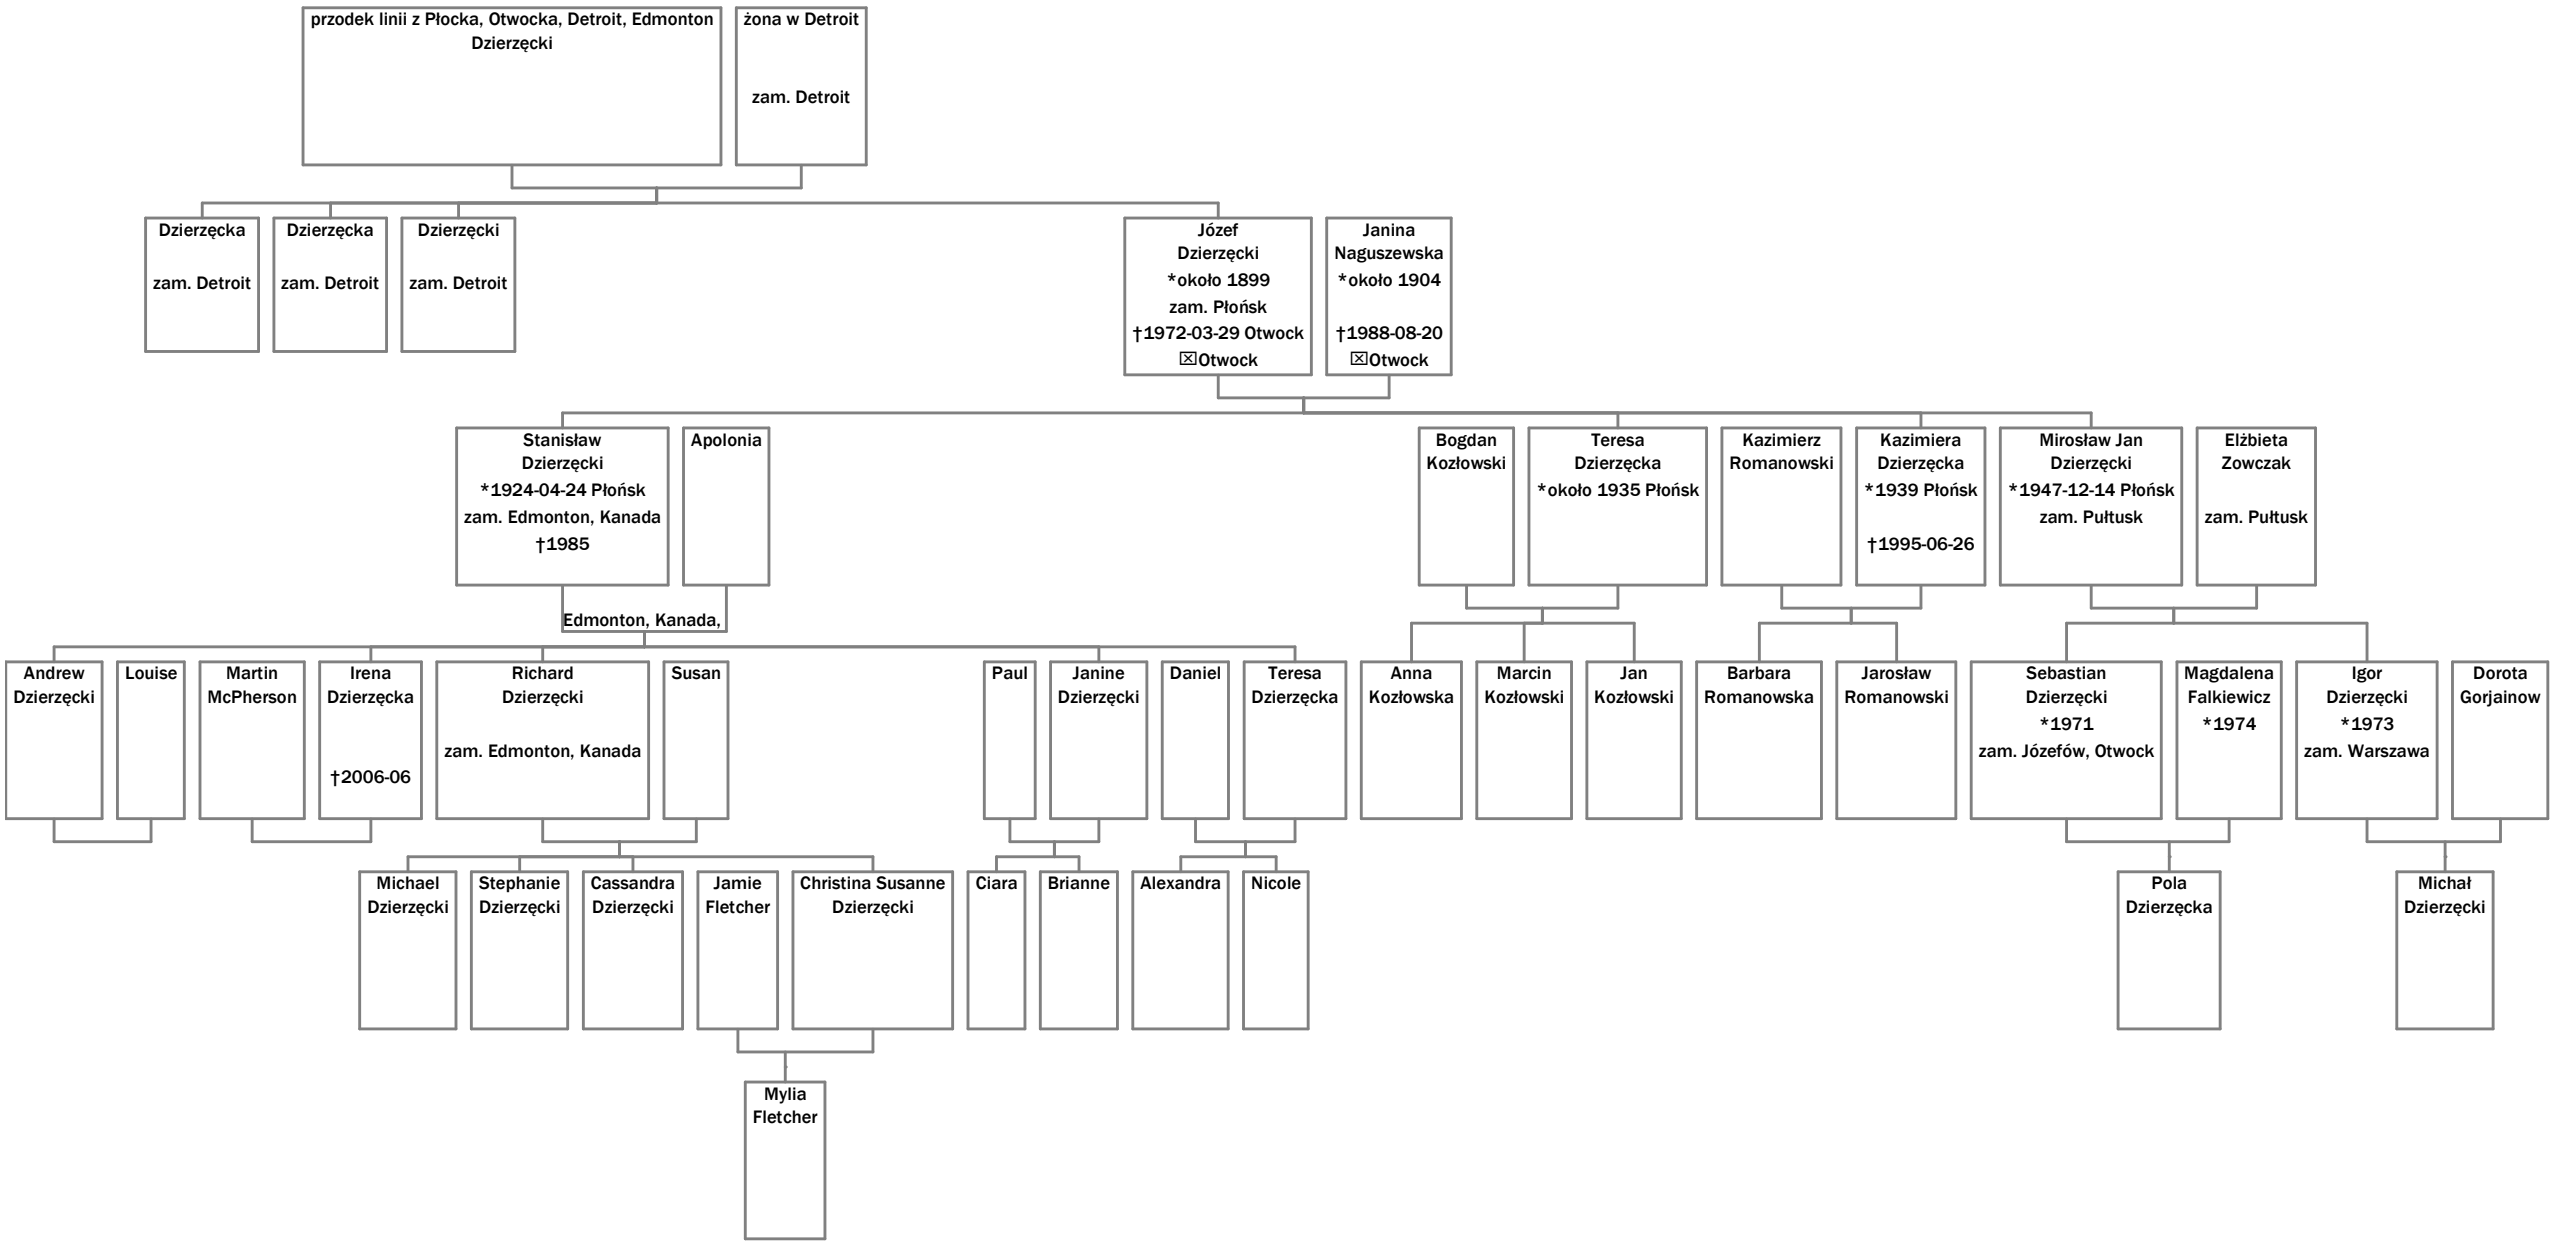 przodek linii z Płocka, Otwocka, Detroit, Edmonton
Dzierzęcki
żona w Detroit
zam. Detroit
Dzierzęcka
zam. Detroit
Dzierzęcka
zam. Detroit
Dzierzęcki
zam. Detroit
Józef
Dzierzęcki
*około 1899
zam. Płońsk
†1972-03-29 Otwock
☒Otwock
Janina
Naguszewska
*około 1904
†1988-08-20
☒Otwock
Stanisław
Dzierzęcki
*1924-04-24 Płońsk
zam. Edmonton, Kanada
†1985
Apolonia
Edmonton, Kanada,
Bogdan
Kozłowski
Teresa
Dzierzęcka
*około 1935 Płońsk
Kazimierz
Romanowski
Kazimiera
Dzierzęcka
*1939 Płońsk
†1995-06-26
Mirosław Jan
Dzierzęcki
*1947-12-14 Płońsk
zam. Pułtusk
Elżbieta
Zowczak
zam. Pułtusk
Andrew
Dzierzęcki
Louise
Martin
McPherson
Irena
Dzierzęcka
†2006-06
Richard
Dzierzęcki
zam. Edmonton, Kanada
Susan
Paul
Janine
Dzierzęcki
Daniel
Teresa
Dzierzęcka
Anna
Kozłowska
Marcin
Kozłowski
Jan
Kozłowski
Barbara
Romanowska
Jarosław
Romanowski
Sebastian
Dzierzęcki
*1971
zam. Józefów, Otwock
Magdalena
Falkiewicz
*1974
Igor
Dzierzęcki
*1973
zam. Warszawa
Dorota
Gorjainow
Michael
Dzierzęcki
Stephanie
Dzierzęcki
Cassandra
Dzierzęcki
Jamie
Fletcher
Christina Susanne
Dzierzęcki
Ciara
Brianne
Alexandra
Nicole
Pola
Dzierzęcka
Michał
Dzierzęcki
Mylia
Fletcher